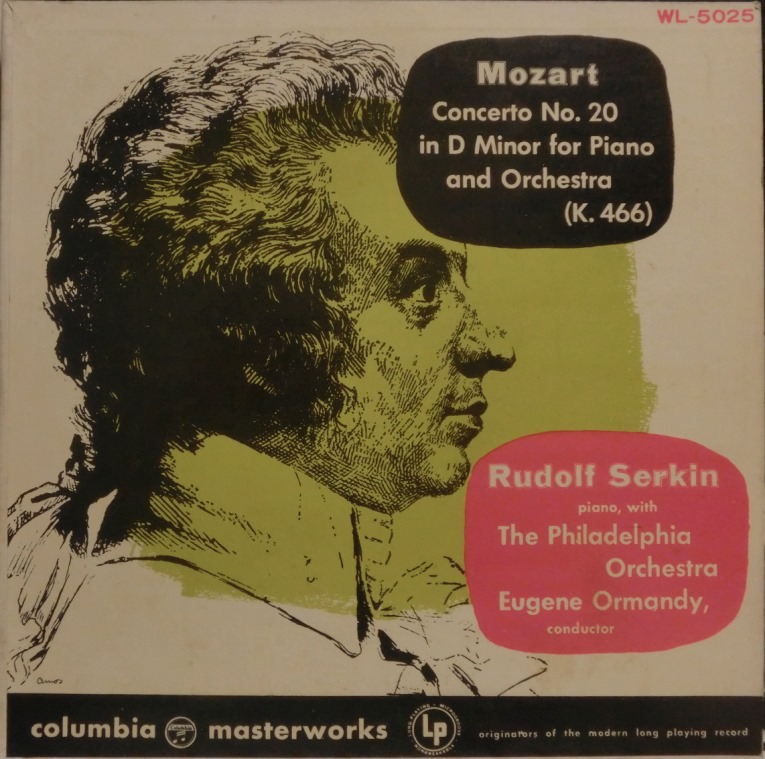 WL-5025
Mozart
Concerto No. 20
in D Minor for Piano
and Orchestra
(K. 466)
Rudolf Serkin
piano, with
The Philadelphia
Orchestra
Eugene Ormandy,
conductor
amos
columbia masterworks
Lp
originators of the modern long playing record